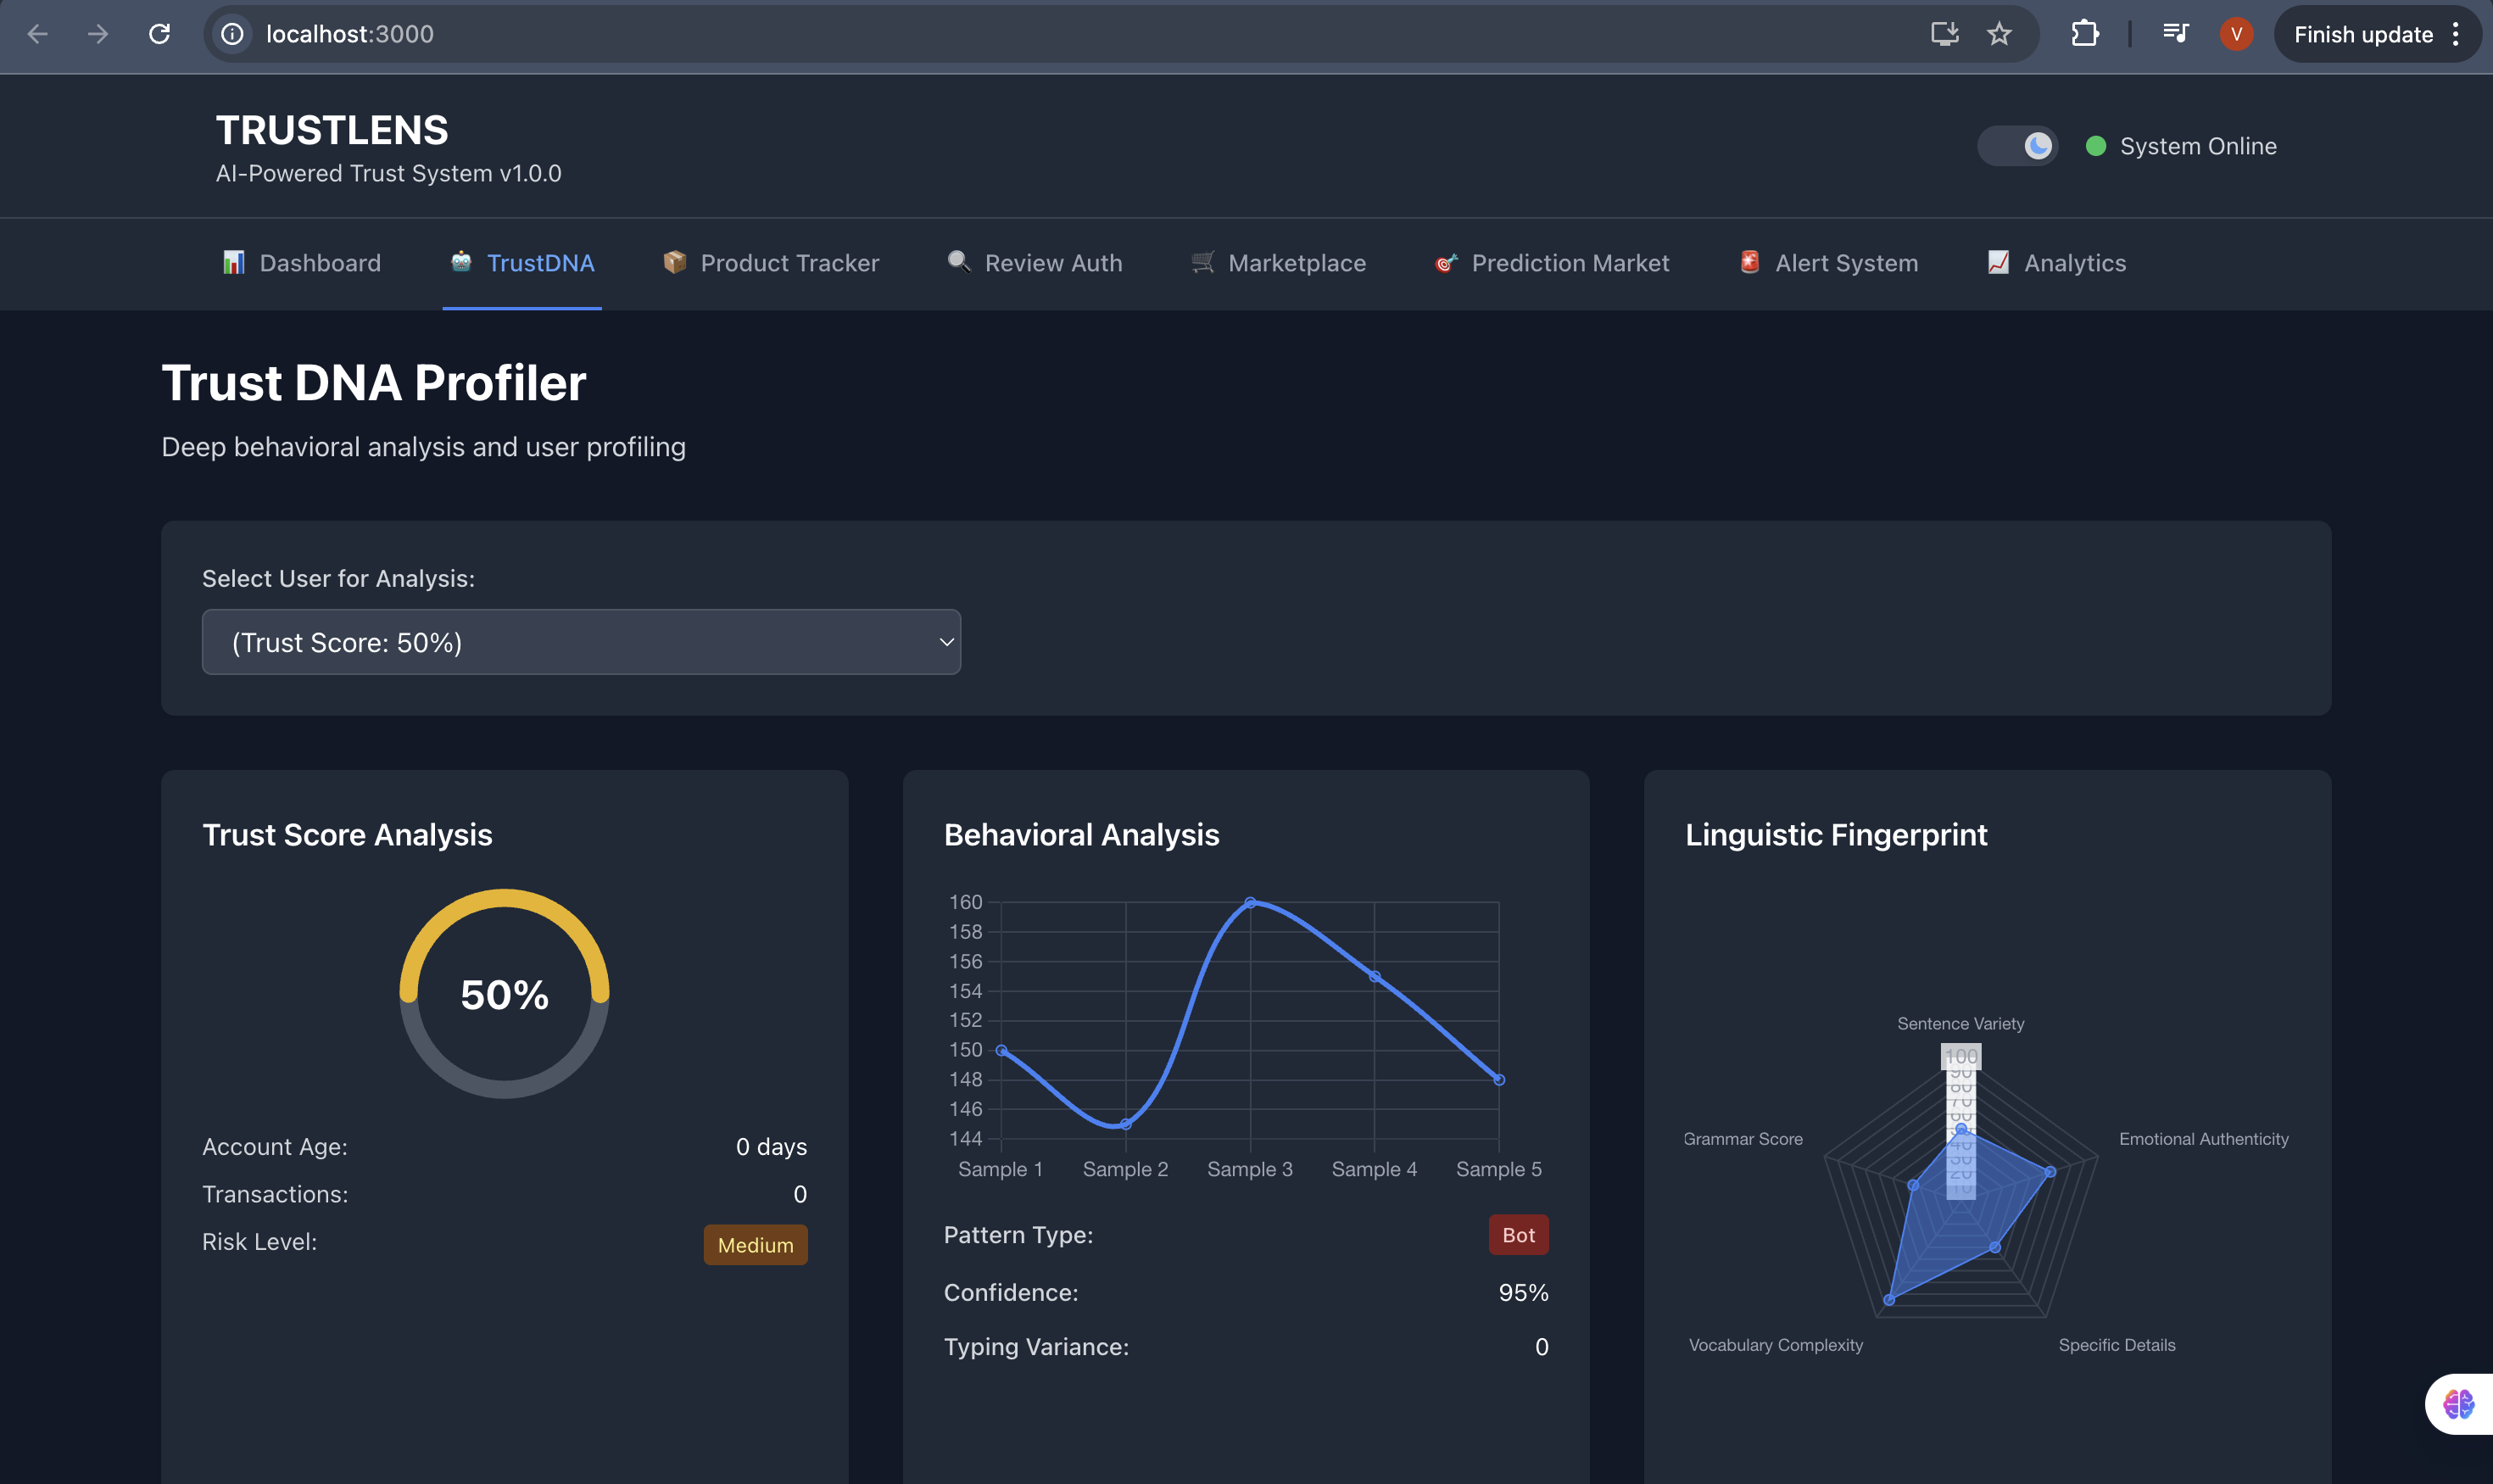 localhost:3000
V
Finish update
TRUSTLENS
AI-Powered Trust System v1.0.0
System Online
Dashboard
TrustDNA
Product Tracker
Review Auth
Marketplace
Prediction Market
Alert System
Analytics
Trust DNA Profiler
Deep behavioral analysis and user profiling
Select User for Analysis:
(Trust Score: 50%)
Trust Score Analysis
50%
Account Age:
0 days
Transactions:
0
Risk Level:
Medium
Behavioral Analysis
160
158
156
154
152
150
148
146
144
Sample 1
Sample 2
Sample 3
Sample 4
Sample 5
Pattern Type:
Bot
Confidence:
95%
Typing Variance:
0
Linguistic Fingerprint
Sentence Variety
100
90
80
70
60
40
30
20
10
Grammar Score
Emotional Authenticity
Vocabulary Complexity
Specific Details